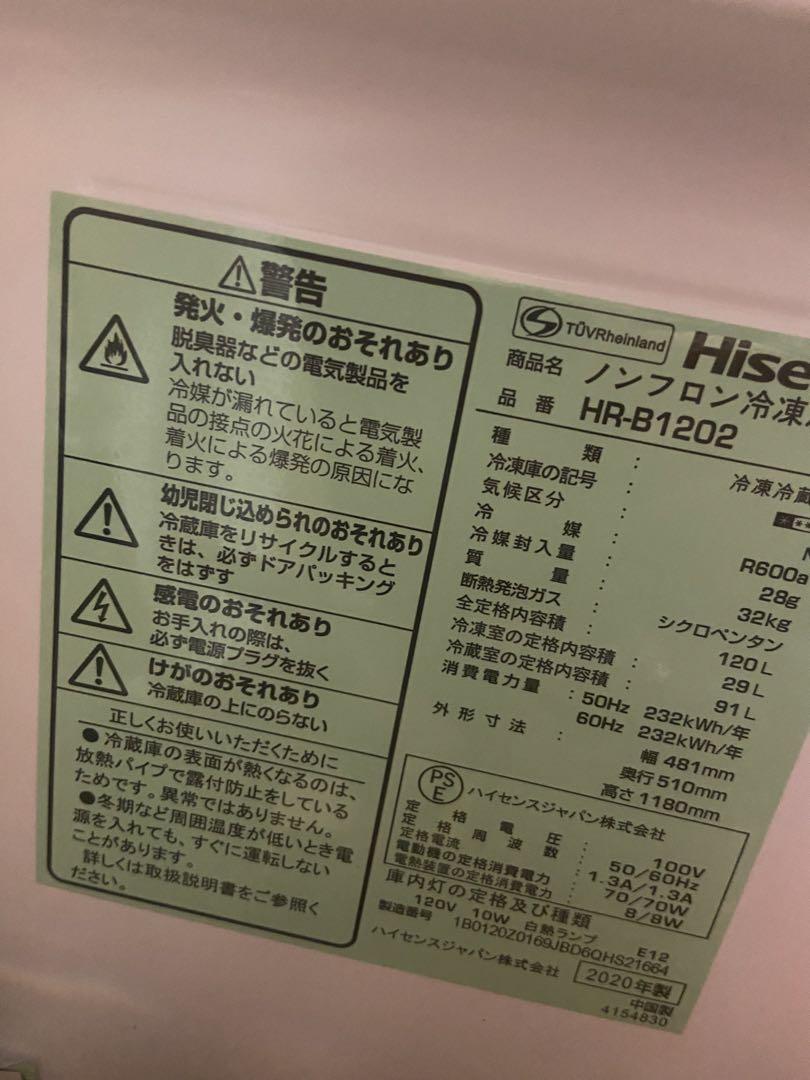 警告
発火・爆発のおそれあり
脱臭器などの電気製品を
入れない
冷媒が漏れていると電気製
品の接点の火花による着火、
着火による爆発の原因にな
ります。
幼児閉じ込められのおそれあり
冷蔵庫をリサイクルすると
きは、必ずドアパッキング
をはずす
感電のおそれあり
お手入れの際は、
必ず電源プラグを抜く
けがのおそれあり
冷蔵庫の上にのらない
正しくお使いいただくために
●冷蔵庫の表面が熱くなるのは、
放熱パイプで露付防止をしている
ためです。異常ではありません。
●冬期など周囲温度が低いとき電
源を入れても、すぐに運転しない
ことがあります。
詳しくは取扱説明書をご参照く
ださい。
TÜVRheinland
Hise
商品名 ノンフロン冷凍
品番 HR-B1202
種類： 冷凍冷蔵
冷凍庫の記号：
気候区分：
冷媒： R600a
冷媒封入量： 28g
質量： 32kg
断熱発泡ガス： シクロペンタン
全定格内容積： 120L
冷凍室の定格内容積： 29L
冷蔵室の定格内容積： 91L
消費電力量：50Hz 232kWh/年
60Hz 232kWh/年
外形寸法： 幅 481mm
奥行 510mm
高さ 1180mm
PS
E
ハイセンスジャパン株式会社
定格電圧： 100V
定格周波数： 50/60Hz
定格電流： 1.3A/1.3A
電動機の定格消費電力： 70/70W
電熱装置の定格消費電力： 8/8W
庫内灯の定格及び種類
120V 10W 白熱ランプ E12
製造番号 1B0120Z0169JBD6QHS21664
ハイセンスジャパン株式会社 2020年製
中国製
4154830